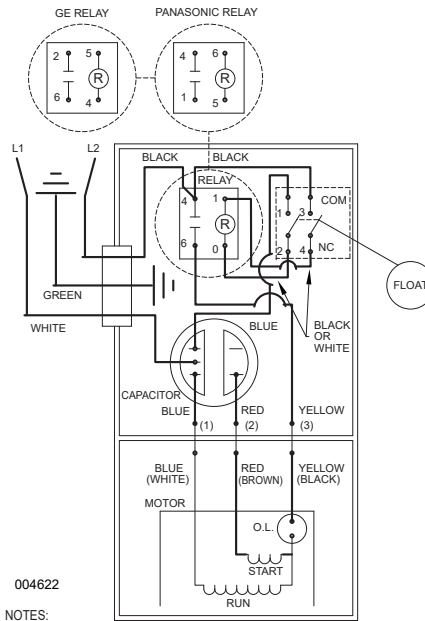 GE RELAY
PANASONIC RELAY
2 5
R
6 4
4 6
R
1 5
L1 L2
BLACK BLACK
RELAY
4 1
R
6 0
COM
1 3
2 4
NC
FLOAT
GREEN
WHITE
BLUE
BLACK
OR
WHITE
CAPACITOR
BLUE
(1)
RED
(2)
YELLOW
(3)
BLUE
(WHITE)
RED
(BROWN)
YELLOW
(BLACK)
MOTOR
O.L.
START
RUN
004622
NOTES: